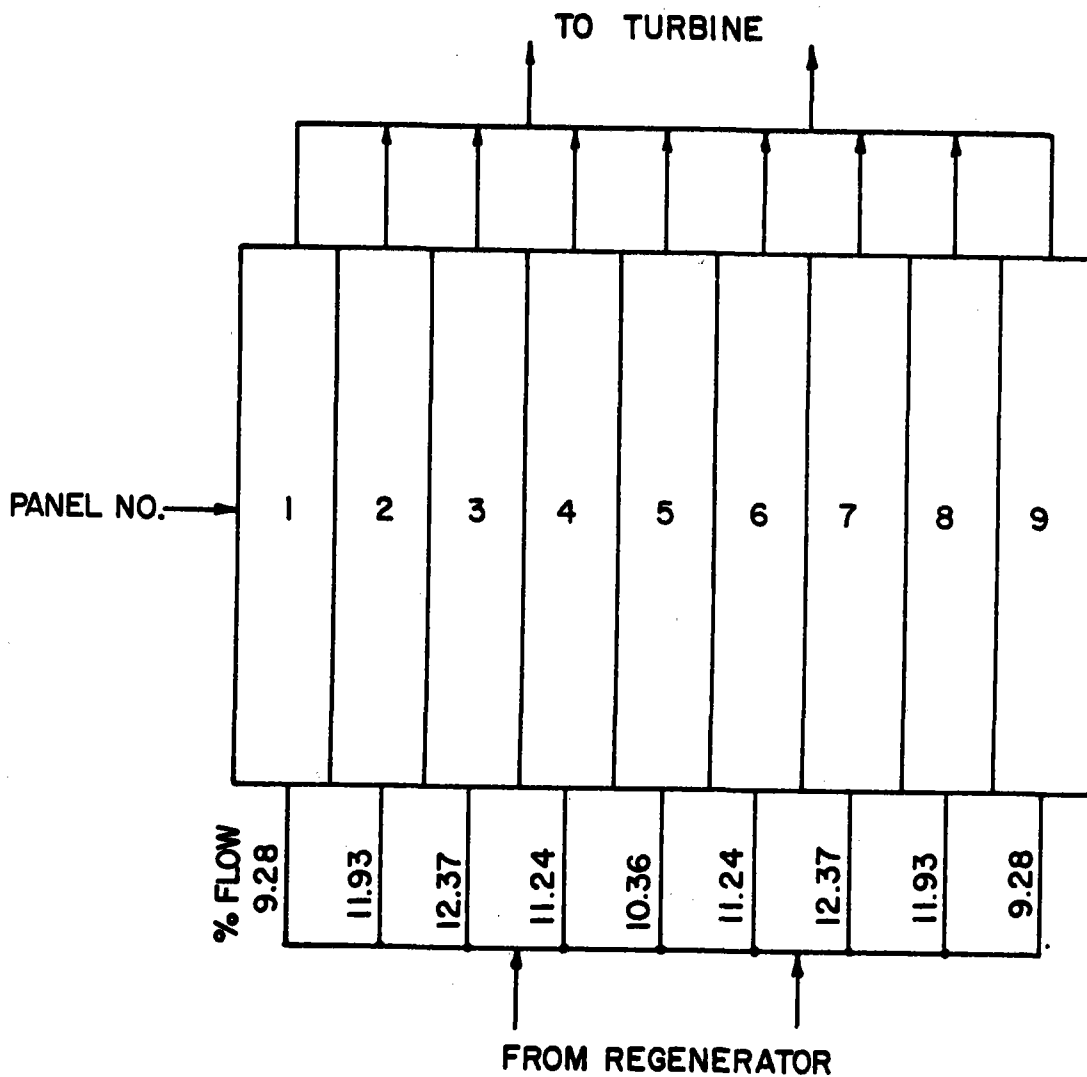 TO TURBINE
PANEL NO.
1 2 3 4 5 6 7 8 9
% FLOW
9.28 11.93 12.37 11.24 10.36 11.24 12.37 11.93 9.28
FROM REGENERATOR